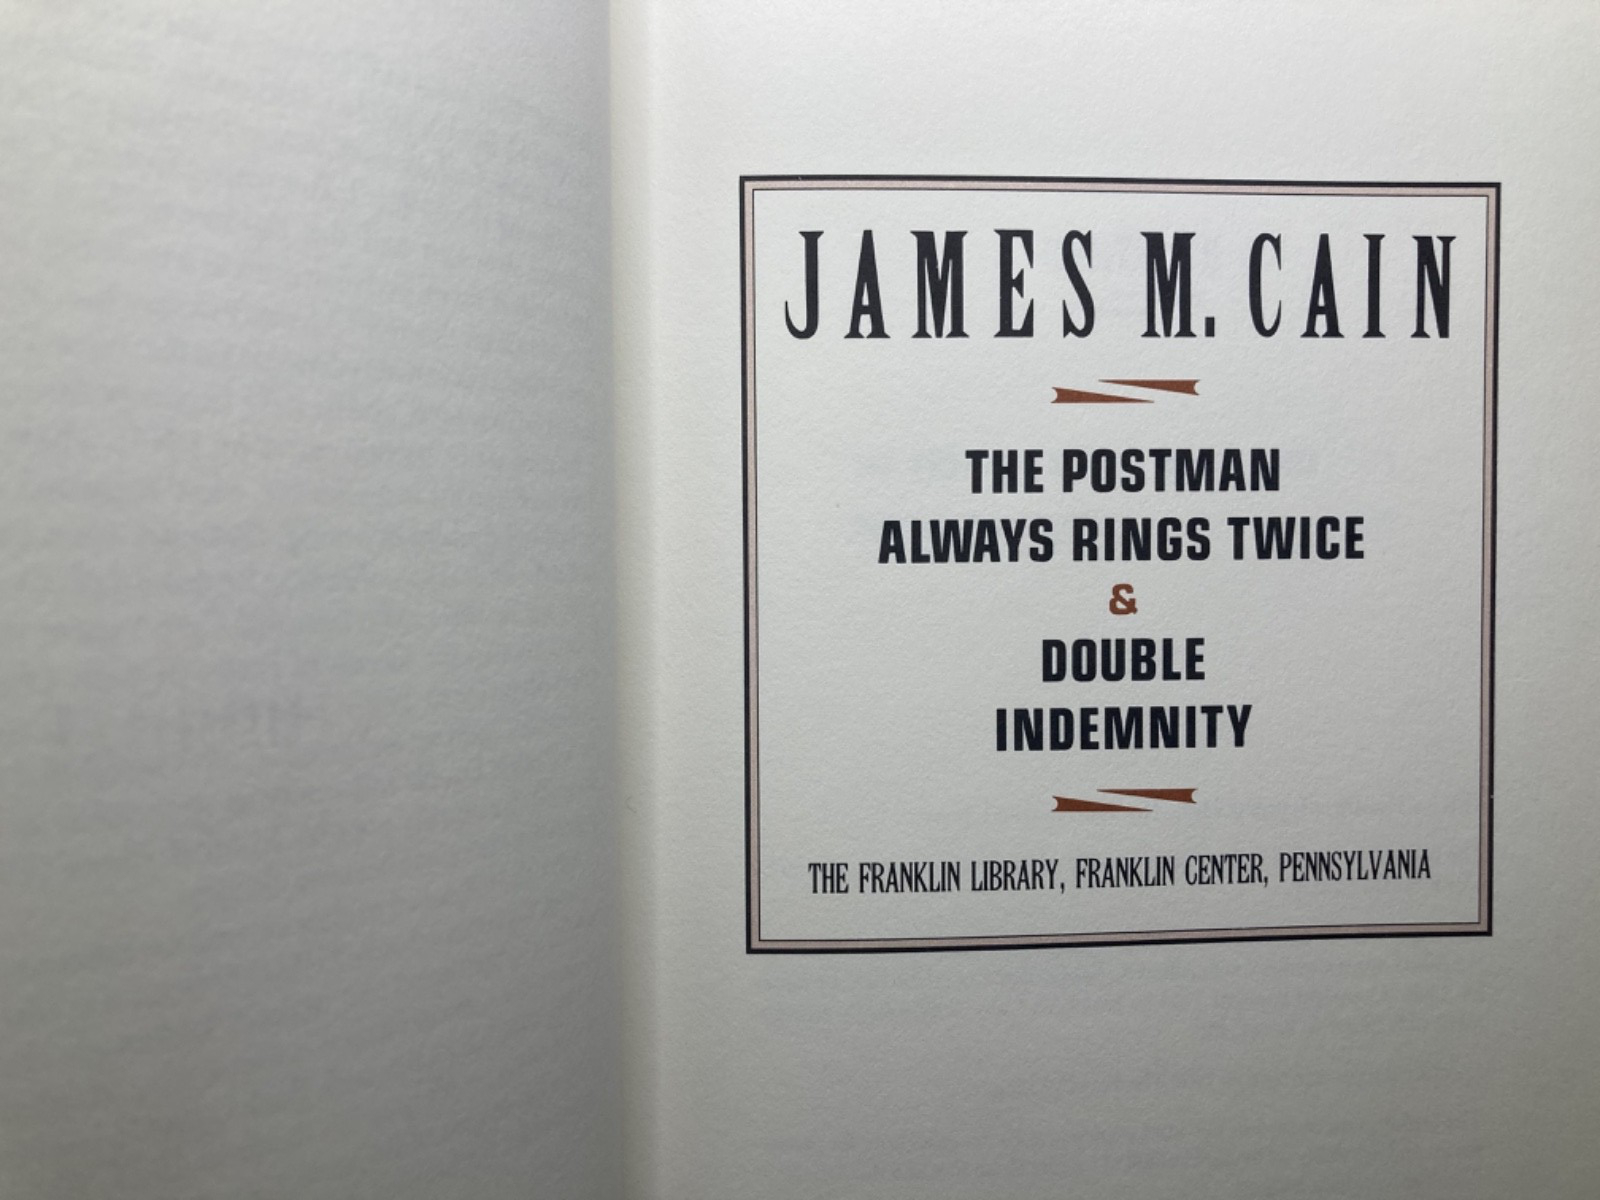 JAMES M. CAIN
THE POSTMAN
ALWAYS RINGS TWICE
&
DOUBLE
INDEMNITY
THE FRANKLIN LIBRARY, FRANKLIN CENTER, PENNSYLVANIA